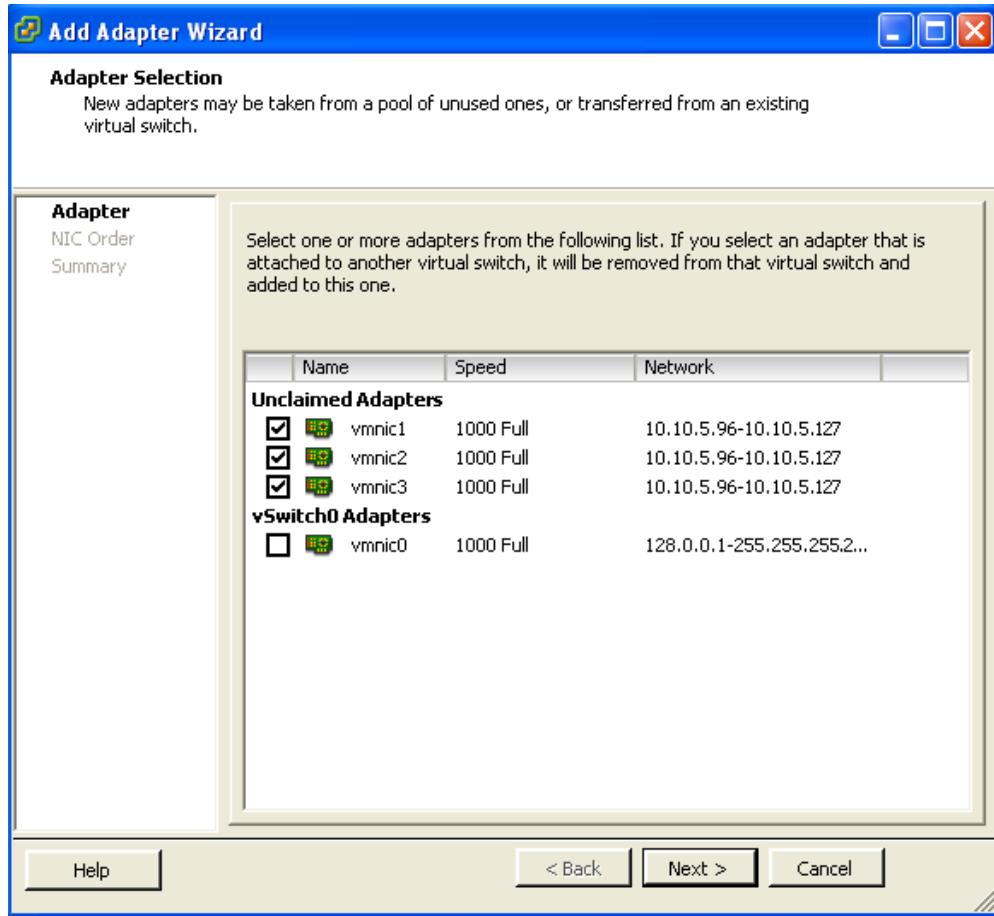 Add Adapter Wizard
Adapter Selection
New adapters may be taken from a pool of unused ones, or transferred from an existing
virtual switch.
Adapter
NIC Order
Summary
Select one or more adapters from the following list. If you select an adapter that is
attached to another virtual switch, it will be removed from that virtual switch and
added to this one.
Name Speed Network
Unclaimed Adapters
vmnic1 1000 Full 10.10.5.96-10.10.5.127
vmnic2 1000 Full 10.10.5.96-10.10.5.127
vmnic3 1000 Full 10.10.5.96-10.10.5.127
vSwitch0 Adapters
vmnic0 1000 Full 128.0.0.1-255.255.255.2...
Help < Back Next > Cancel